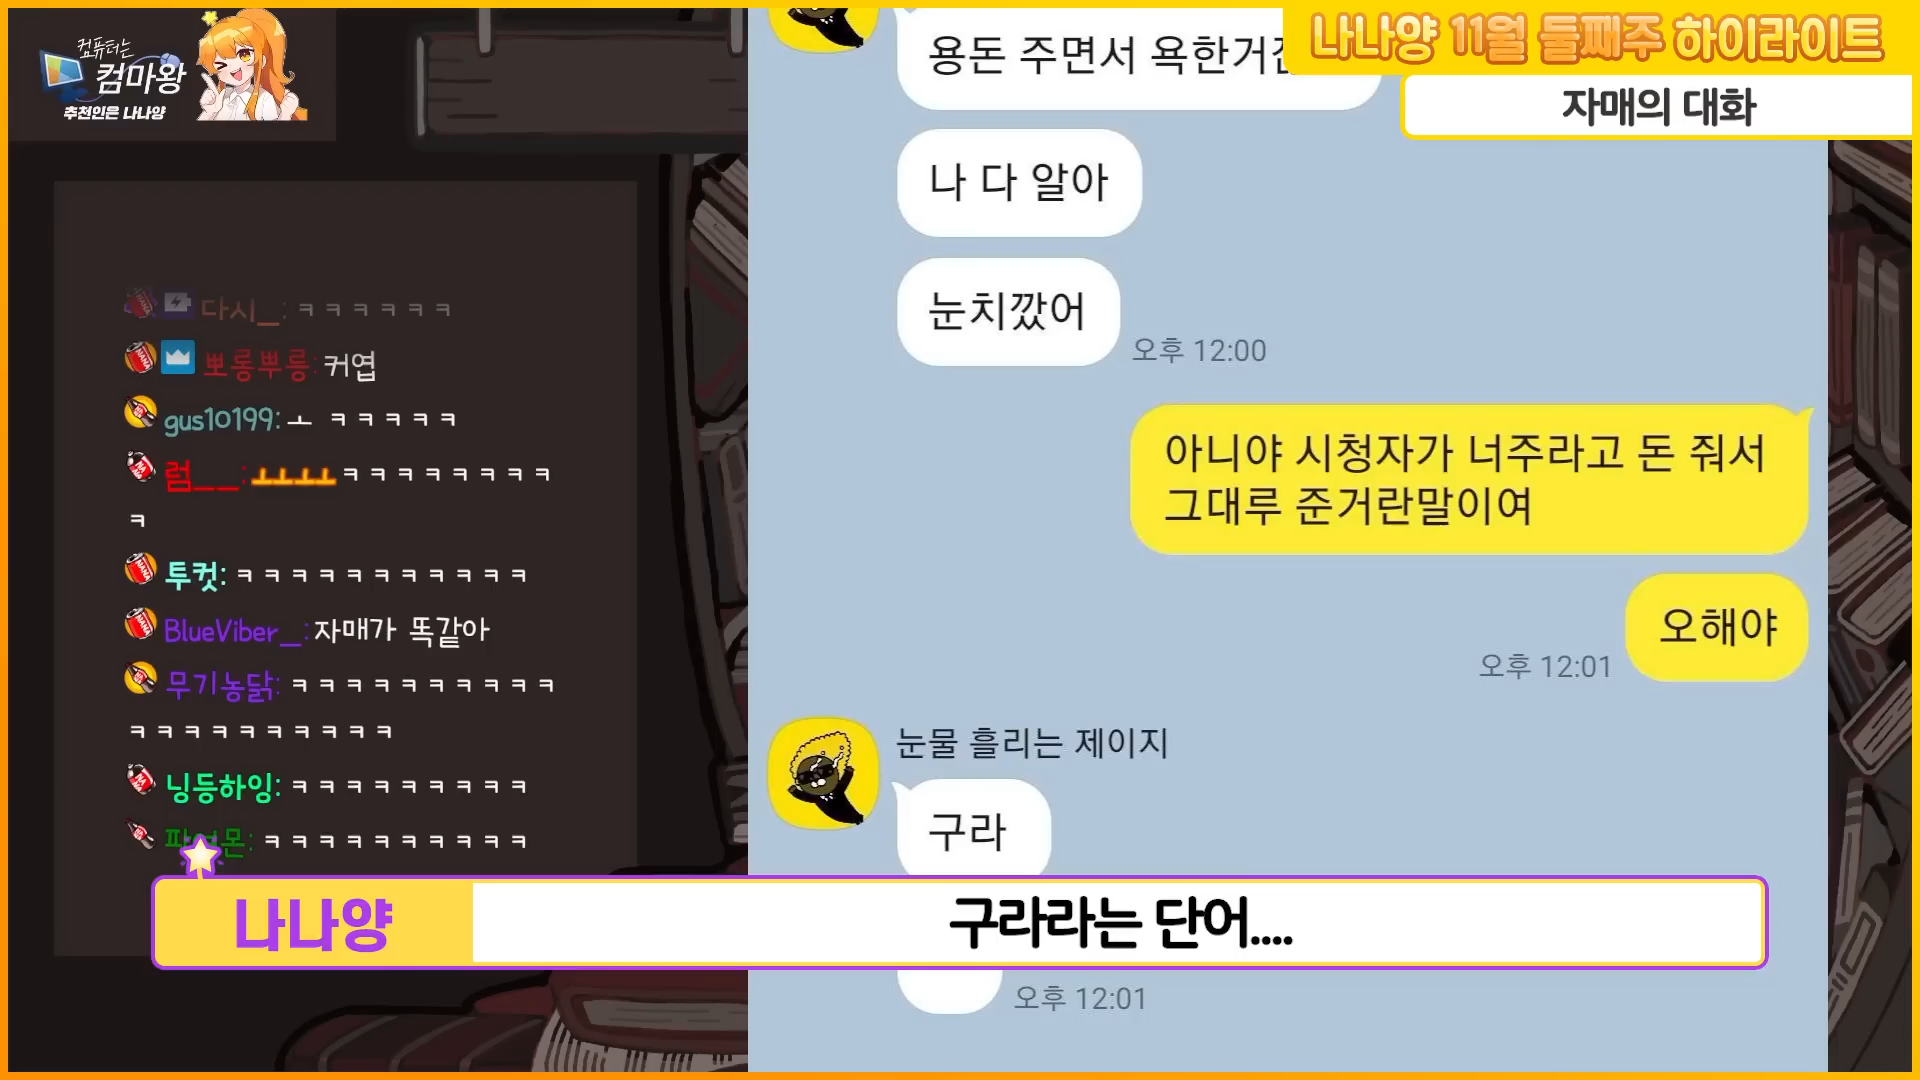 컴퓨터는
컴마왕
추천인은 나나양
나나양 11월 둘째주 하이라이트
자매의 대화
용돈 주면서 욕한거
나 다 알아
눈치깠어
오후 12:00
아니야 시청자가 너주라고 돈 줘서
그대루 준거란말이여
오해야
오후 12:01
눈물 흘리는 제이지
구라
오후 12:01
다시_: ㅋㅋㅋㅋㅋㅋ
뽀롱뿌릉: 커엽
gus10199: ㅗ ㅋㅋㅋㅋㅋ
럼__: ㅗㅗㅗㅗㅋㅋㅋㅋㅋㅋㅋㅋ
ㅋ
투컷: ㅋㅋㅋㅋㅋㅋㅋㅋㅋㅋㅋ
BlueViber_: 자매가 똑같아
무기농닭: ㅋㅋㅋㅋㅋㅋㅋㅋㅋㅋ
ㅋㅋㅋㅋㅋㅋㅋㅋㅋㅋ
닝등하잉: ㅋㅋㅋㅋㅋㅋㅋㅋㅋ
ㅋㅋㅋㅋㅋㅋㅋㅋㅋㅋ
나나양
구라라는 단어....